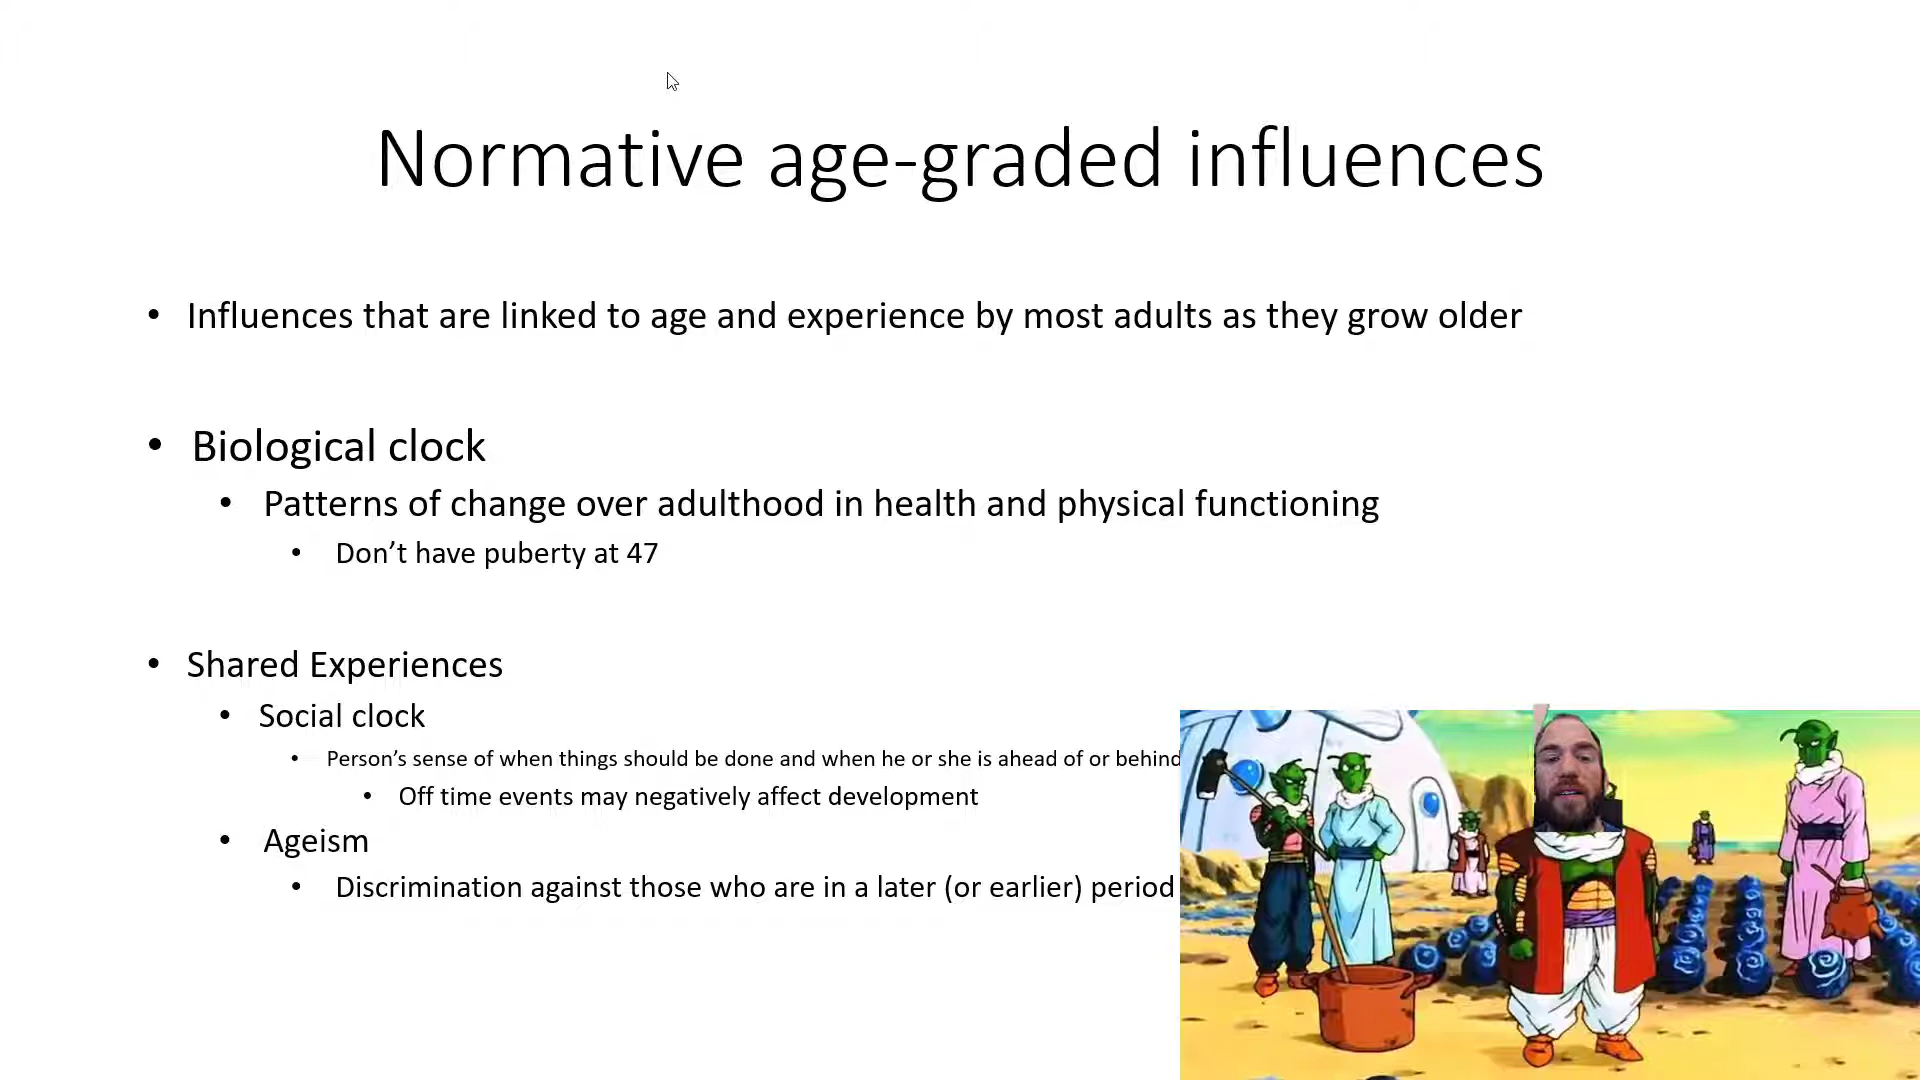 Normative age-graded influences
• Influences that are linked to age and experience by most adults as they grow older
• Biological clock
• Patterns of change over adulthood in health and physical functioning
• Don’t have puberty at 47
• Shared Experiences
• Social clock
• Person’s sense of when things should be done and when he or she is ahead of or behind
• Off time events may negatively affect development
• Ageism
• Discrimination against those who are in a later (or earlier) period